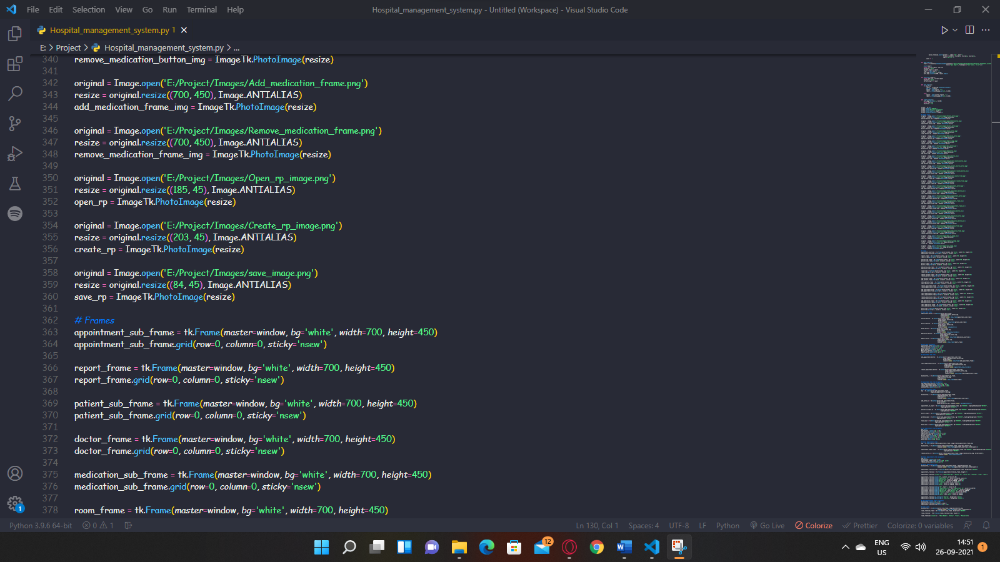 File Edit Selection View Go Run Terminal Help
Hospital_management_system.py - Untitled (Workspace) - Visual Studio Code
Hospital_management_system.py 1
E: > Project > Hospital_management_system.py > ...
340 remove_medication_button_img = ImageTk.PhotoImage(resize)
341
342 original = Image.open('E:/Project/Images/Add_medication_frame.png')
343 resize = original.resize((700, 450), Image.ANTIALIAS)
344 add_medication_frame_img = ImageTk.PhotoImage(resize)
345
346 original = Image.open('E:/Project/Images/Remove_medication_frame.png')
347 resize = original.resize((700, 450), Image.ANTIALIAS)
348 remove_medication_frame_img = ImageTk.PhotoImage(resize)
349
350 original = Image.open('E:/Project/Images/Open_rp_image.png')
351 resize = original.resize((185, 45), Image.ANTIALIAS)
352 open_rp = ImageTk.PhotoImage(resize)
353
354 original = Image.open('E:/Project/Images/Create_rp_image.png')
355 resize = original.resize((203, 45), Image.ANTIALIAS)
356 create_rp = ImageTk.PhotoImage(resize)
357
358 original = Image.open('E:/Project/Images/save_image.png')
359 resize = original.resize((84, 45), Image.ANTIALIAS)
360 save_rp = ImageTk.PhotoImage(resize)
361
362 # Frames
363 appointment_sub_frame = tk.Frame(master=window, bg='white', width=700, height=450)
364 appointment_sub_frame.grid(row=0, column=0, sticky='nsew')
365
366 report_frame = tk.Frame(master=window, bg='white', width=700, height=450)
367 report_frame.grid(row=0, column=0, sticky='nsew')
368
369 patient_sub_frame = tk.Frame(master=window, bg='white', width=700, height=450)
370 patient_sub_frame.grid(row=0, column=0, sticky='nsew')
371
372 doctor_frame = tk.Frame(master=window, bg='white', width=700, height=450)
373 doctor_frame.grid(row=0, column=0, sticky='nsew')
374
375 medication_sub_frame = tk.Frame(master=window, bg='white', width=700, height=450)
376 medication_sub_frame.grid(row=0, column=0, sticky='nsew')
377
378 room_frame = tk.Frame(master=window, bg='white', width=700, height=450)
1
Python 3.9.6 64-bit 0 1 Ln 130, Col 1 Spaces: 4 UTF-8 LF Python Go Live Colorize Prettier Colorize: 0 variables
12
ENG
US
14:51
26-09-2021
1